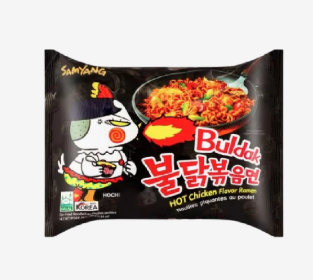 SAMYANG
Buldak
불닭볶음면
HOT Chicken Flavor Ramen
Nouilles piquantes au poulet
HOCHI
KOREA